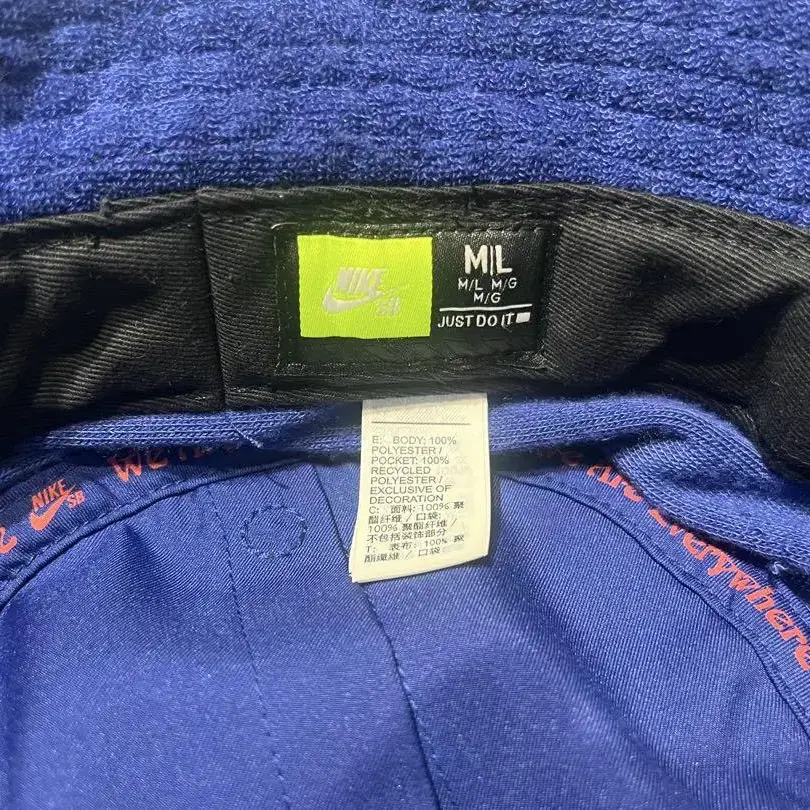 NIKE
SB
M|L
M/L M/G
M/G
JUST DO IT
E: BODY: 100%
POLYESTER /
POCKET: 100%
RECYCLED
POLYESTER /
EXCLUSIVE OF
DECORATION
C: 面料: 100% 聚
酯纤维 / 口袋:
100% 聚酯纤维 /
不包括装饰部分
T: 表布: 100% 聚
酯纖維 / 口袋:
NIKE
SB
We
Are Everywhere